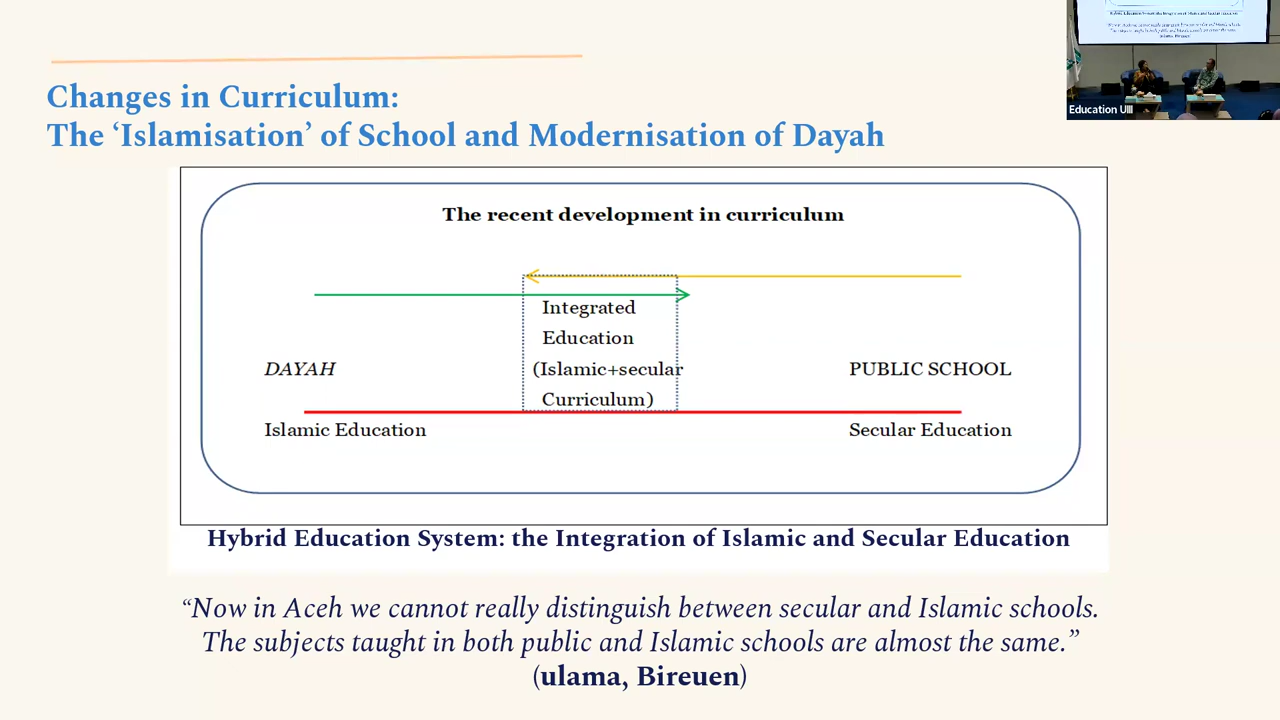 Changes in Curriculum:
The ‘Islamisation’ of School and Modernisation of Dayah
The recent development in curriculum
Integrated
Education
(Islamic+secular
Curriculum)
DAYAH
PUBLIC SCHOOL
Islamic Education
Secular Education
Hybrid Education System: the Integration of Islamic and Secular Education
“Now in Aceh we cannot really distinguish between secular and Islamic schools.
The subjects taught in both public and Islamic schools are almost the same.”
(ulama, Bireuen)
Education UIII